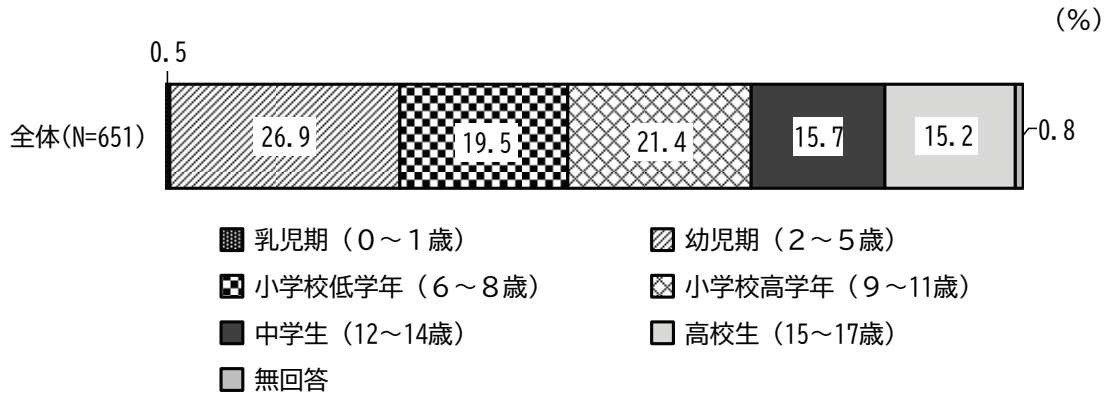 (%)
0.5
全体(N=651)
26.9
19.5
21.4
15.7
15.2
0.8
乳児期（０～１歳）
幼児期（２～５歳）
小学校低学年（６～８歳）
小学校高学年（９～11歳）
中学生（12～14歳）
高校生（15～17歳）
無回答